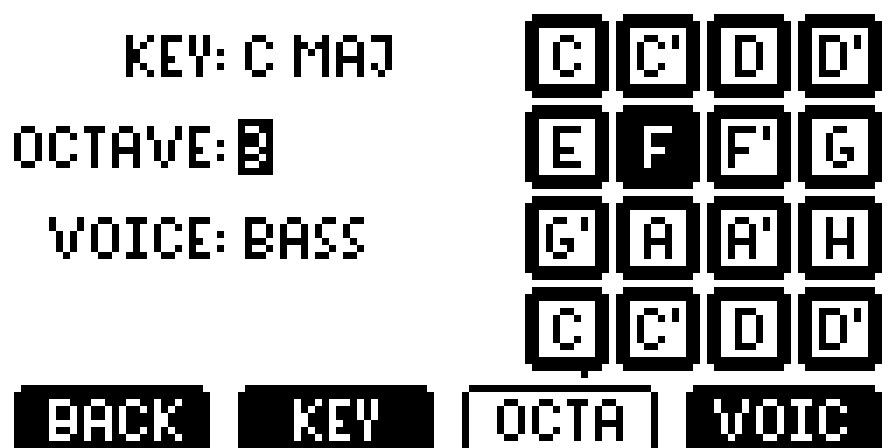 KEY: C MAJ
OCTAVE: 3
VOICE: BASS
C C' D D'
E F F' G
G' A A' H
C C' D D'
BACK KEY OCTA VOIC